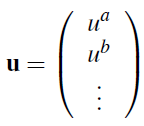 u = ( u^a
u^b
⋮ )